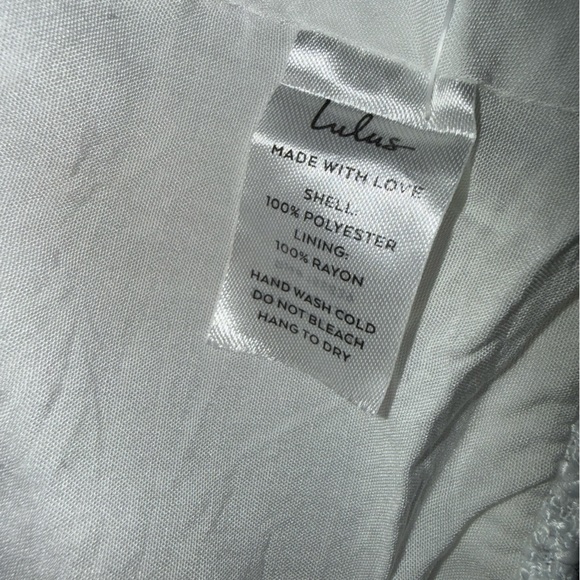 Lulus
MADE WITH LOVE
SHELL:
100% POLYESTER
LINING:
100% RAYON
HAND WASH COLD
DO NOT BLEACH
HANG TO DRY